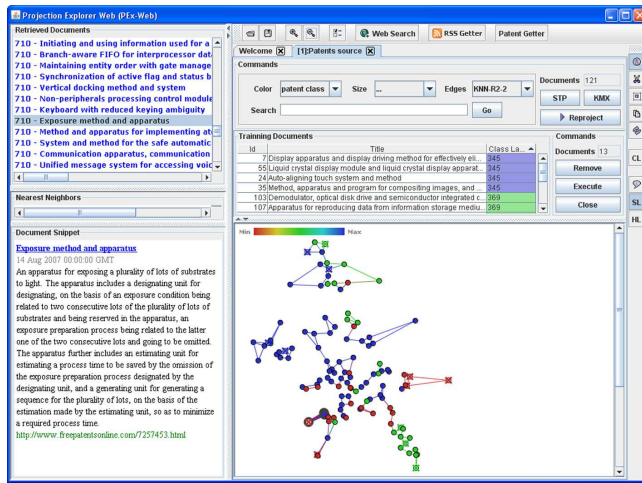 Projection Explorer Web (PEx-Web)
Retrieved Documents
710 - Initiating and using information used for a
710 - Branch-aware FIFO for interprocessor dat
710 - Maintaining entity order with gate manage
710 - Synchronization of active flag and status b
710 - Vertical docking method and system
710 - Non-peripherals processing control module
710 - Keyboard with reduced keying ambiguity
710 - Exposure method and apparatus
710 - Method and apparatus for implementing at
710 - System and method for the safe automatic
710 - Communication apparatus, communication
710 - Unified message system for accessing voic
Nearest Neighbors
Document Snippet
Exposure method and apparatus
14 Aug 2007 00:00:00 GMT
An apparatus for exposing a plurality of lots of substrates
to light. The apparatus includes a designating unit for
designating, on the basis of an exposure condition being
related to two consecutive lots of the plurality of lots of
substrates and being reserved in the apparatus, an
exposure preparation process being related to the latter
one of the two consecutive lots and going to be omitted.
The apparatus further includes an estimating unit for
estimating a process time to be saved by the omission of
the exposure preparation process designated by the
designating unit, and a generating unit for generating a
sequence for the plurality of lots, on the basis of the
estimation made by the estimating unit, so as to minimize
a required process time.
http://www.freepatentsonline.com/7257453.html
Web Search RSS Getter Patent Getter
Welcome [1]:Patents source
Commands
Color patent class Size ... Edges KNN-R2-2
Search Go
Documents 121
STP KMX
Reproject
Trainning Documents
Id Title Class La...
7 Display apparatus and display driving method for effectively eli... 345
55 Liquid crystal display module and liquid crystal display apparat... 345
24 Auto-aligning touch system and method 345
35 Method, apparatus and program for compositing images, and ... 345
103 Demodulator, optical disk drive and semiconductor integrated c... 369
107 Apparatus for reproducing data from information storage mediu... 369
Commands
Documents 13
Remove
Execute
Close
Min Max
CL
SL
HL